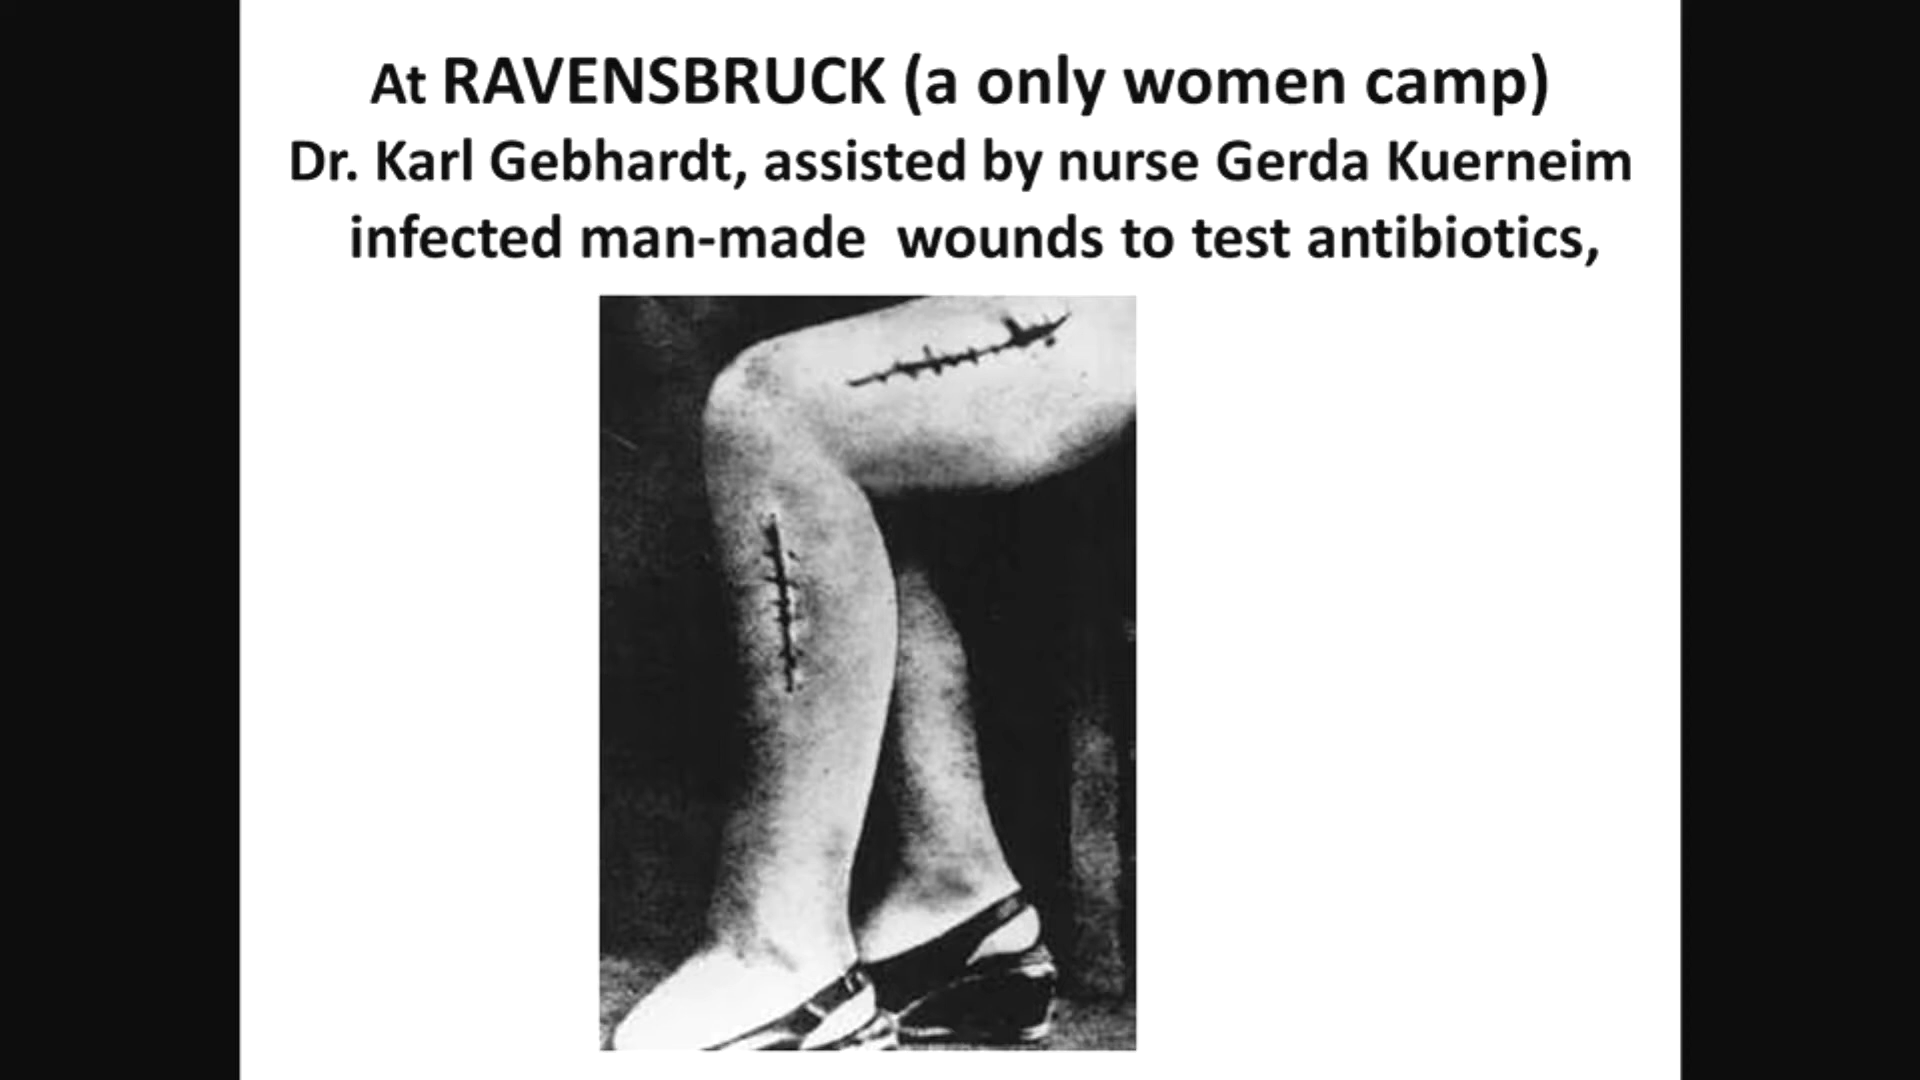 At RAVENSBRUCK (a only women camp)
Dr. Karl Gebhardt, assisted by nurse Gerda Kuerneim
infected man-made wounds to test antibiotics,